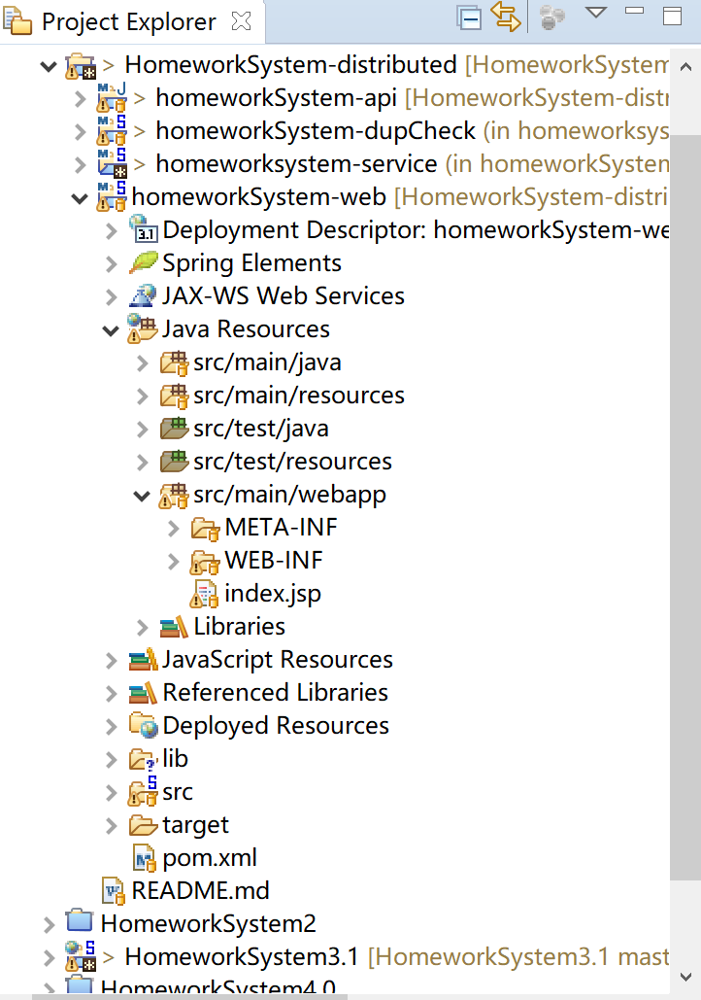 Project Explorer
> HomeworkSystem-distributed [HomeworkSystem
> homeworkSystem-api [HomeworkSystem-distr
> homeworkSystem-dupCheck (in homeworksys
> homeworksystem-service (in homeworkSystem
homeworkSystem-web [HomeworkSystem-distri
Deployment Descriptor: homeworkSystem-we
Spring Elements
JAX-WS Web Services
Java Resources
src/main/java
src/main/resources
src/test/java
src/test/resources
src/main/webapp
META-INF
WEB-INF
index.jsp
Libraries
JavaScript Resources
Referenced Libraries
Deployed Resources
lib
src
target
pom.xml
README.md
HomeworkSystem2
> HomeworkSystem3.1 [HomeworkSystem3.1 mast
HomeworkSystem4.0